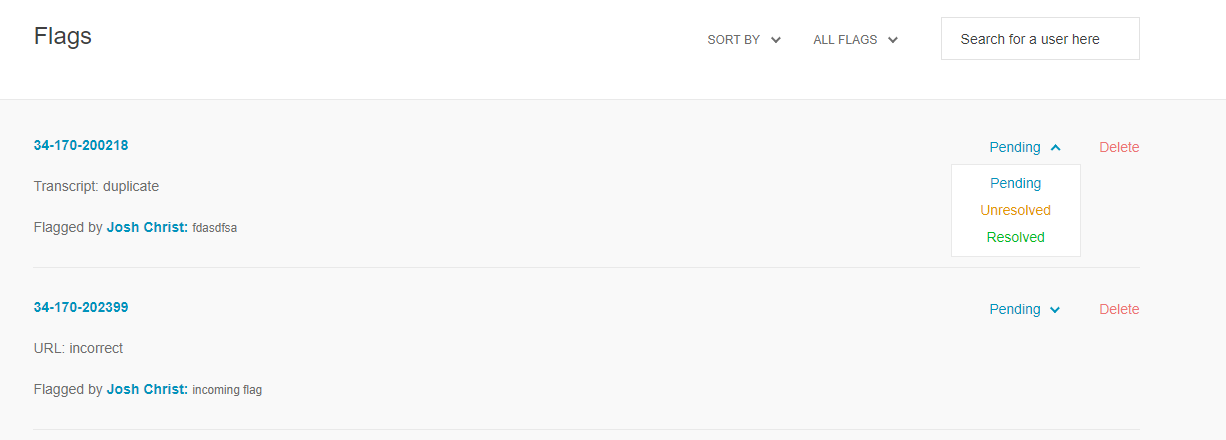 Flags
SORT BY
ALL FLAGS
Search for a user here
34-170-200218
Pending
Delete
Transcript: duplicate
Flagged by Josh Christ: fdasdfsa
Pending
Unresolved
Resolved
34-170-202399
Pending
Delete
URL: incorrect
Flagged by Josh Christ: incoming flag